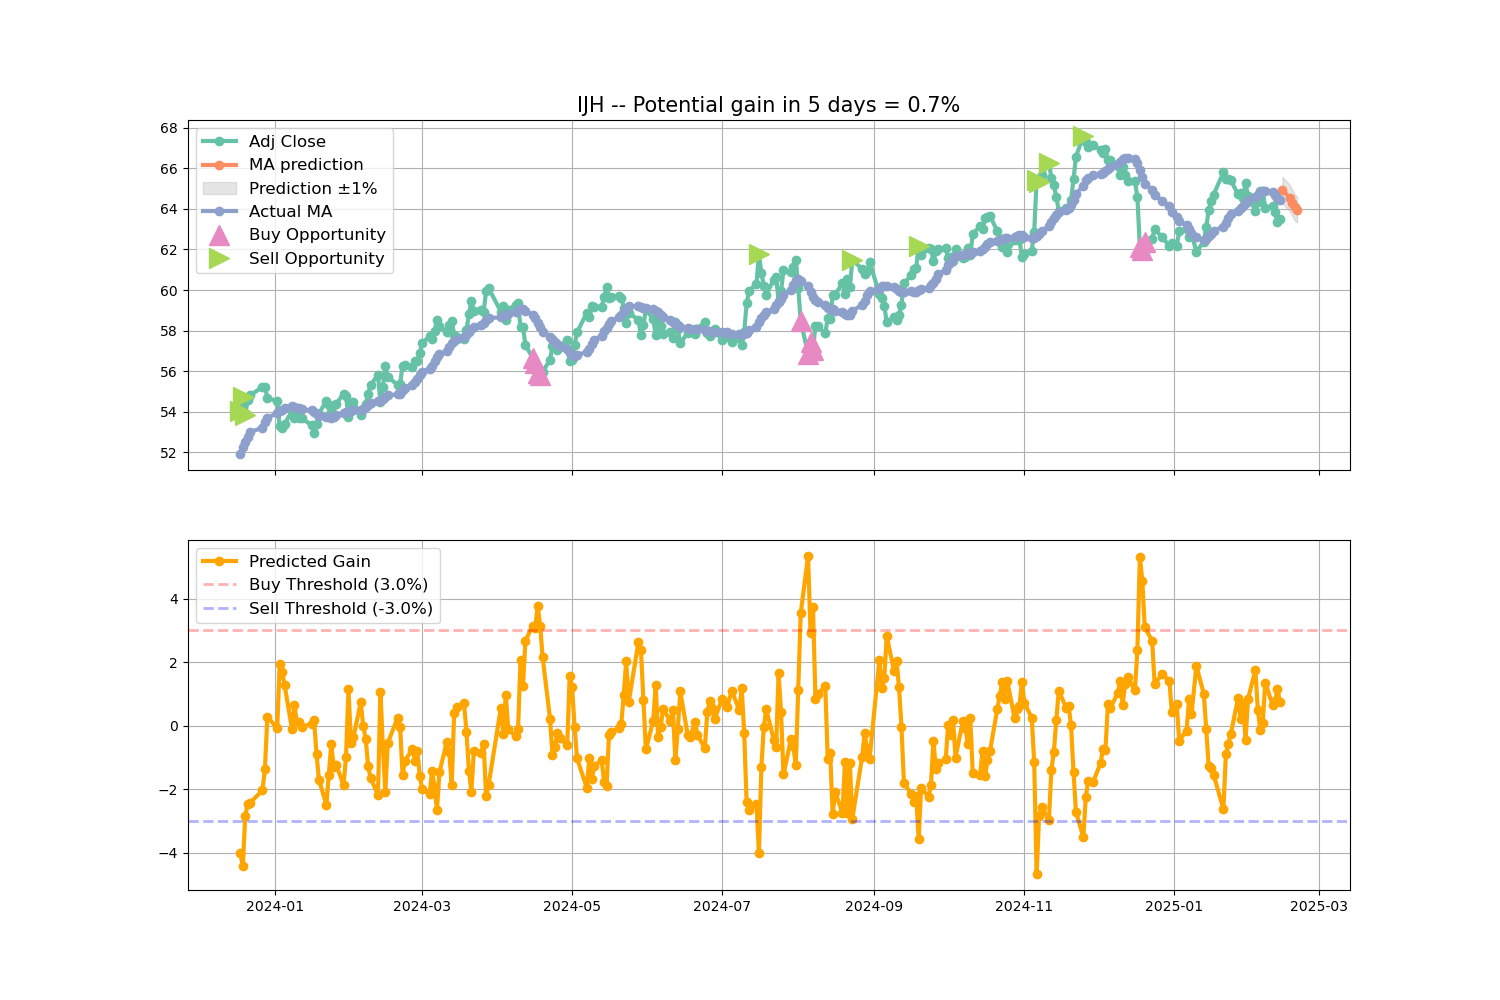 IJH -- Potential gain in 5 days = 0.7%
68
66
64
62
60
58
56
54
52
Adj Close
MA prediction
Prediction ±1%
Actual MA
Buy Opportunity
Sell Opportunity
4
2
0
−2
−4
Predicted Gain
Buy Threshold (3.0%)
Sell Threshold (-3.0%)
2024-01
2024-03
2024-05
2024-07
2024-09
2024-11
2025-01
2025-03